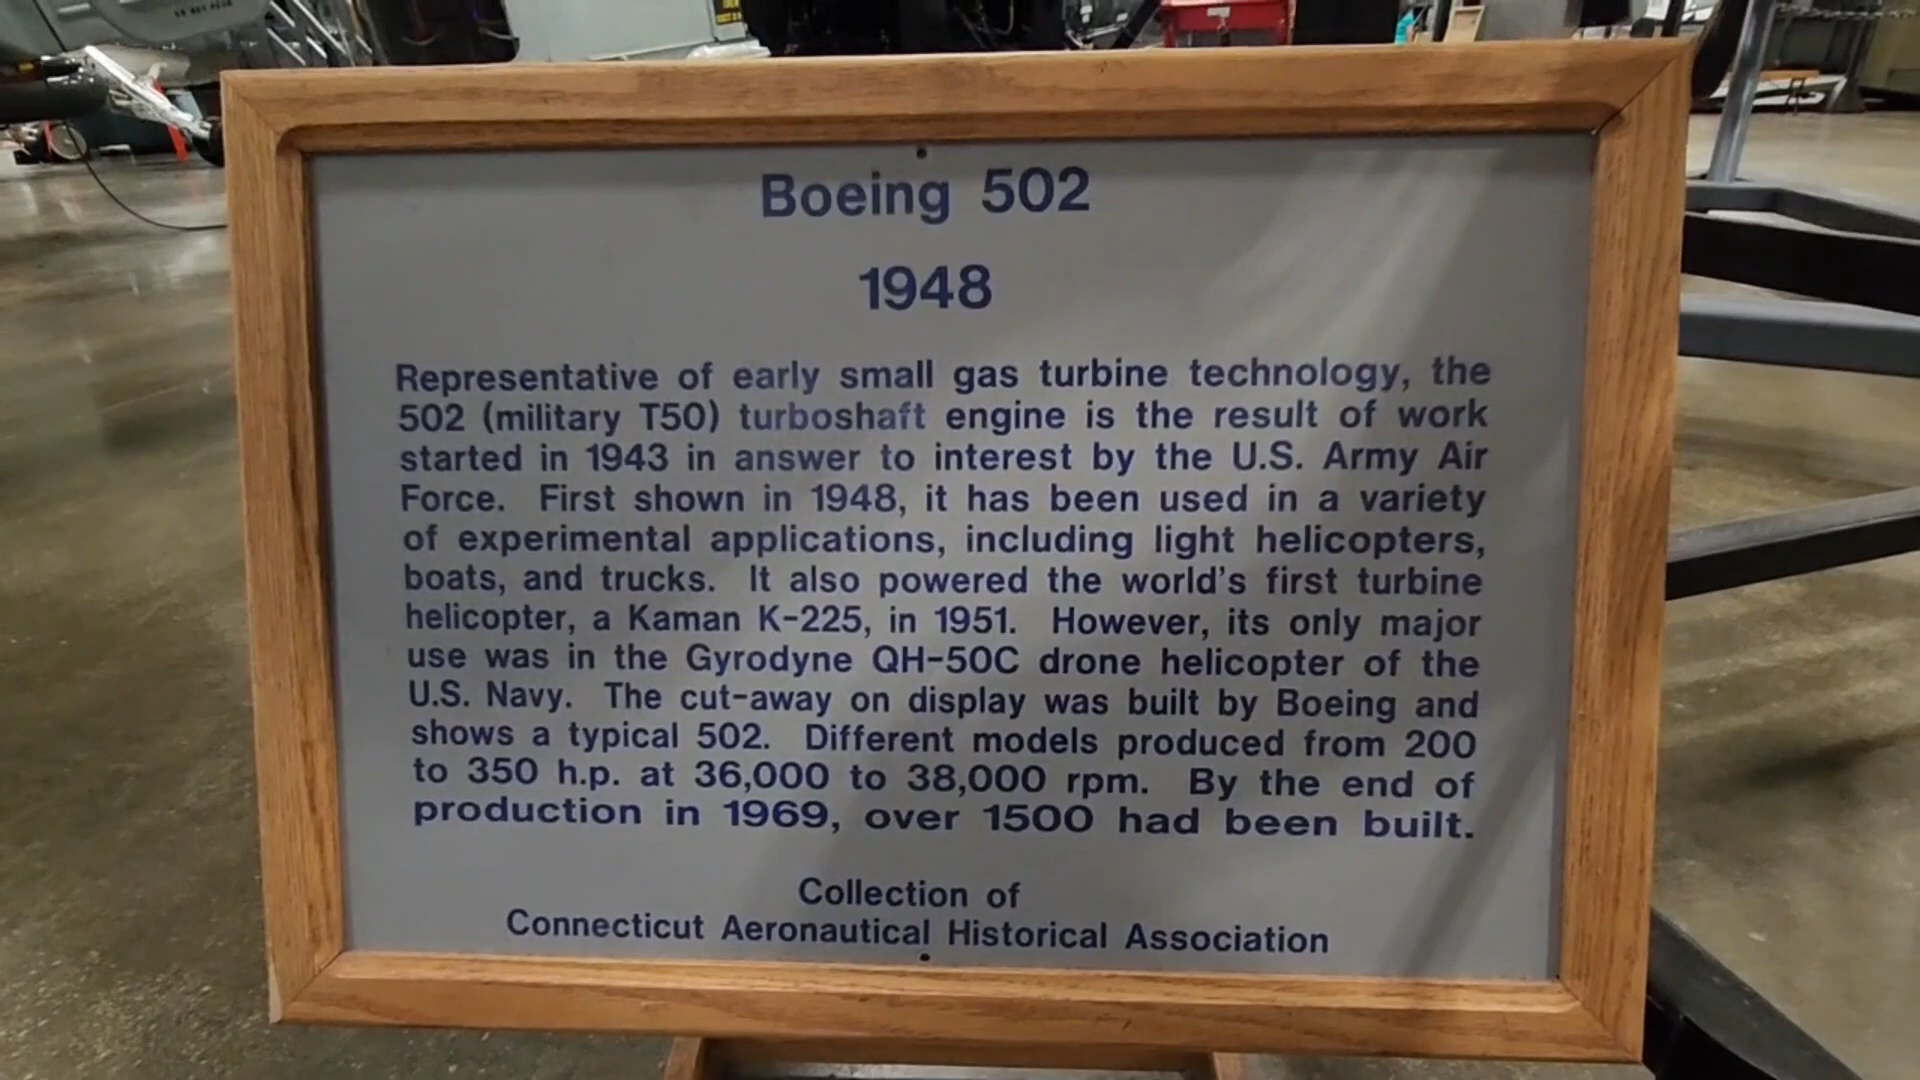 Boeing 502
1948
Representative of early small gas turbine technology, the
502 (military T50) turboshaft engine is the result of work
started in 1943 in answer to interest by the U.S. Army Air
Force. First shown in 1948, it has been used in a variety
of experimental applications, including light helicopters,
boats, and trucks. It also powered the world's first turbine
helicopter, a Kaman K-225, in 1951. However, its only major
use was in the Gyrodyne QH-50C drone helicopter of the
U.S. Navy. The cut-away on display was built by Boeing and
shows a typical 502. Different models produced from 200
to 350 h.p. at 36,000 to 38,000 rpm. By the end of
production in 1969, over 1500 had been built.
Collection of
Connecticut Aeronautical Historical Association